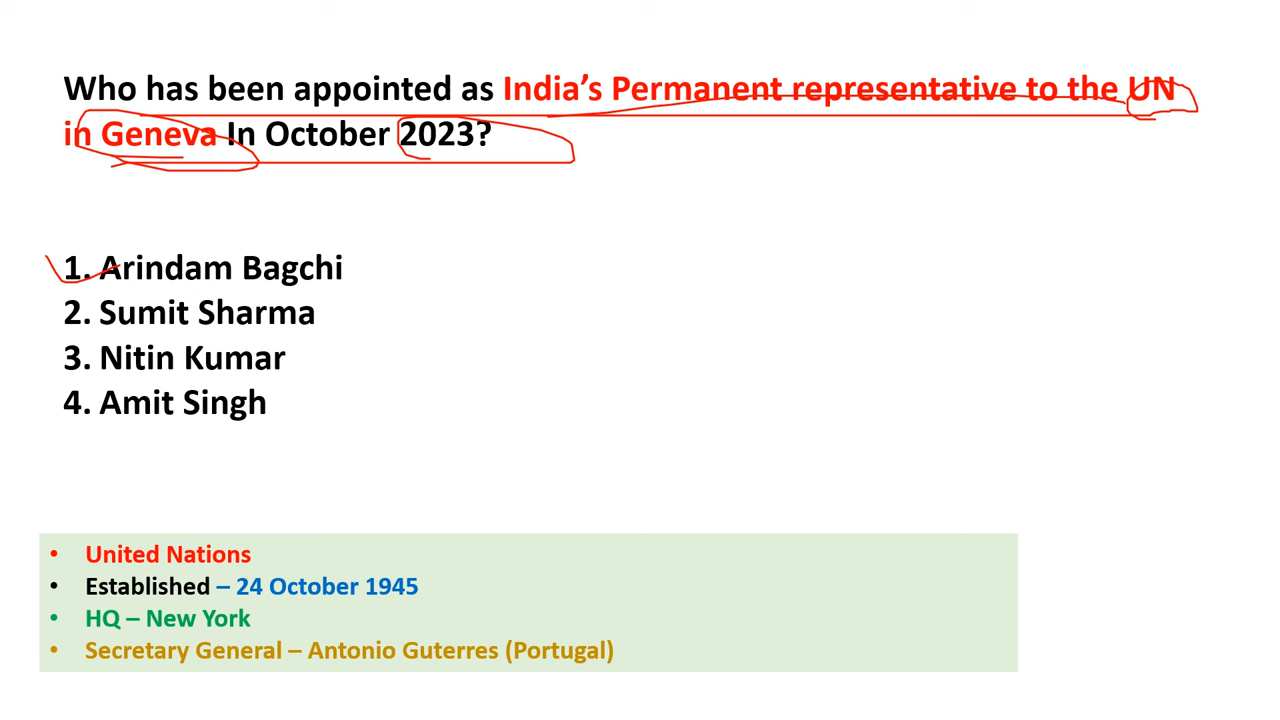 Who has been appointed as India's Permanent representative to the UN
in Geneva In October 2023?
1. Arindam Bagchi
2. Sumit Sharma
3. Nitin Kumar
4. Amit Singh
• United Nations
• Established – 24 October 1945
• HQ – New York
• Secretary General – Antonio Guterres (Portugal)